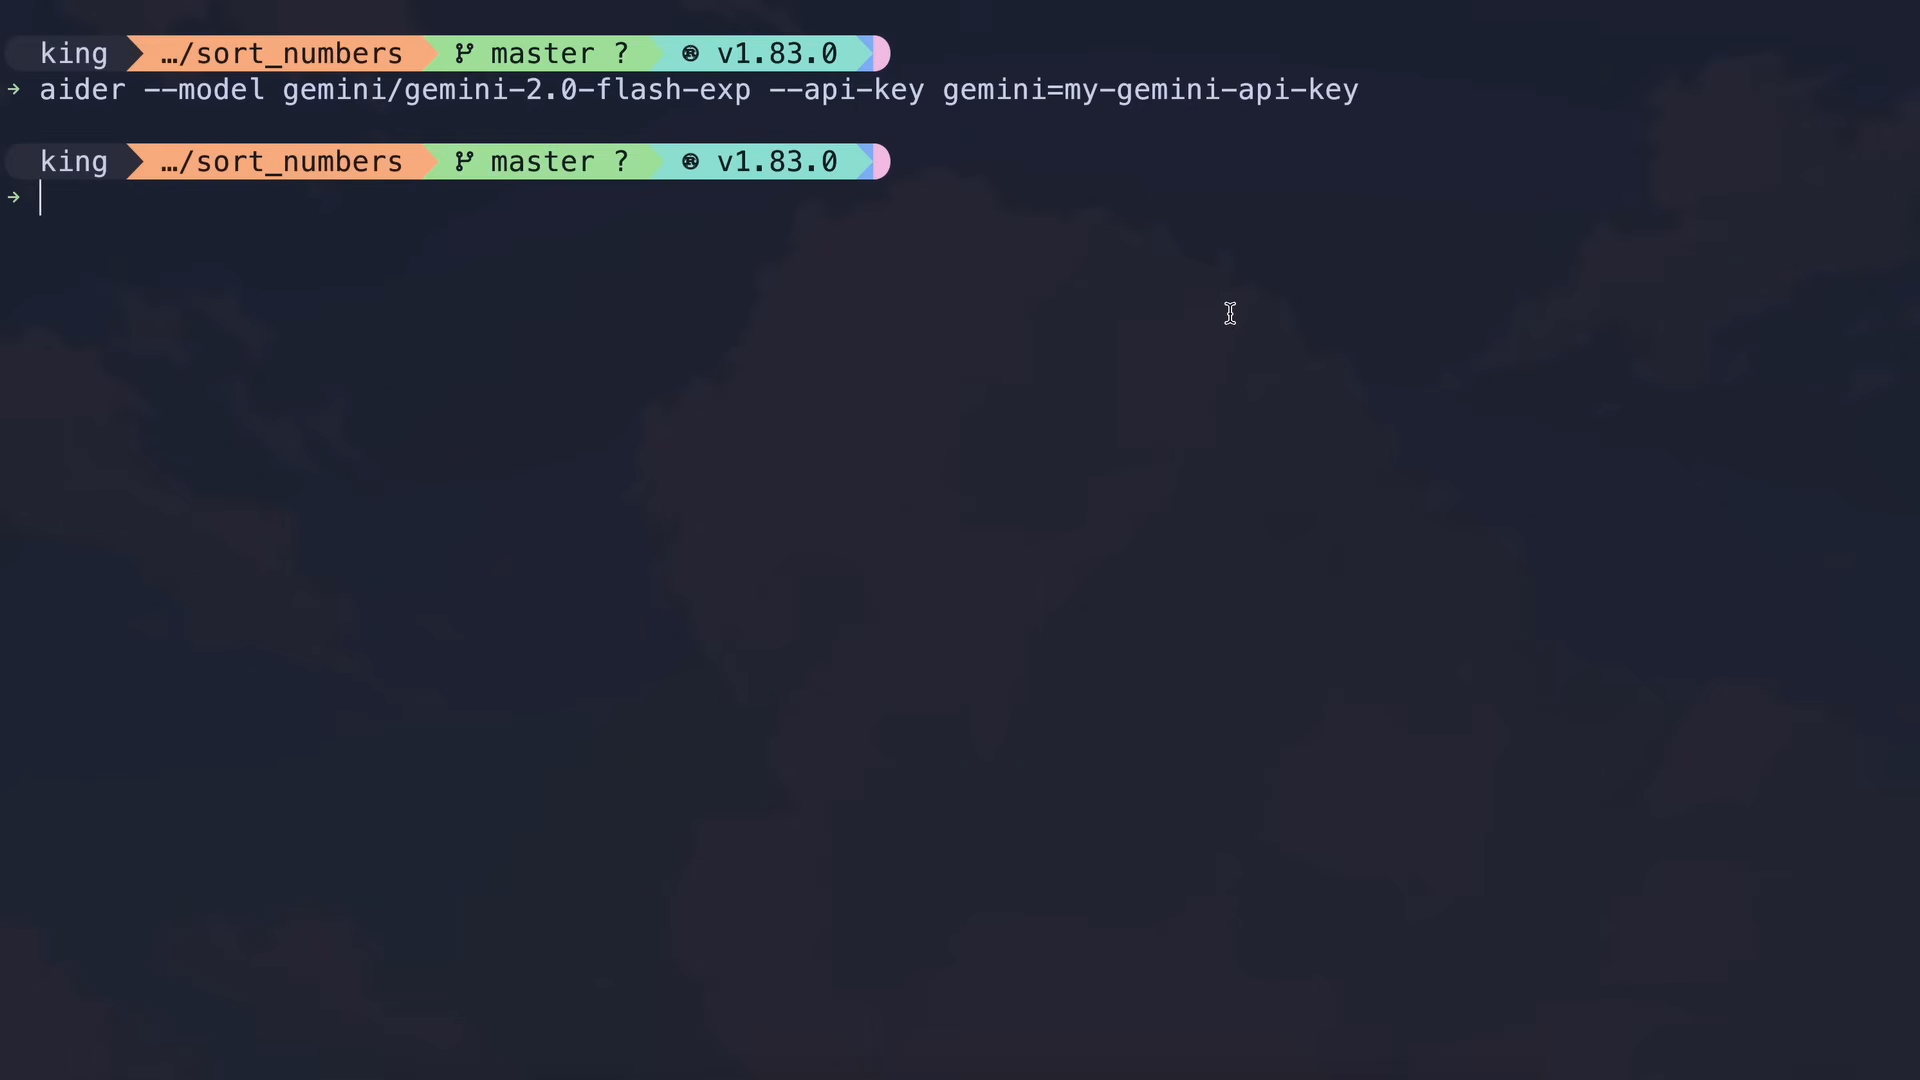 king …/sort_numbers master ? v1.83.0
→ aider --model gemini/gemini-2.0-flash-exp --api-key gemini=my-gemini-api-key
king …/sort_numbers master ? v1.83.0
→